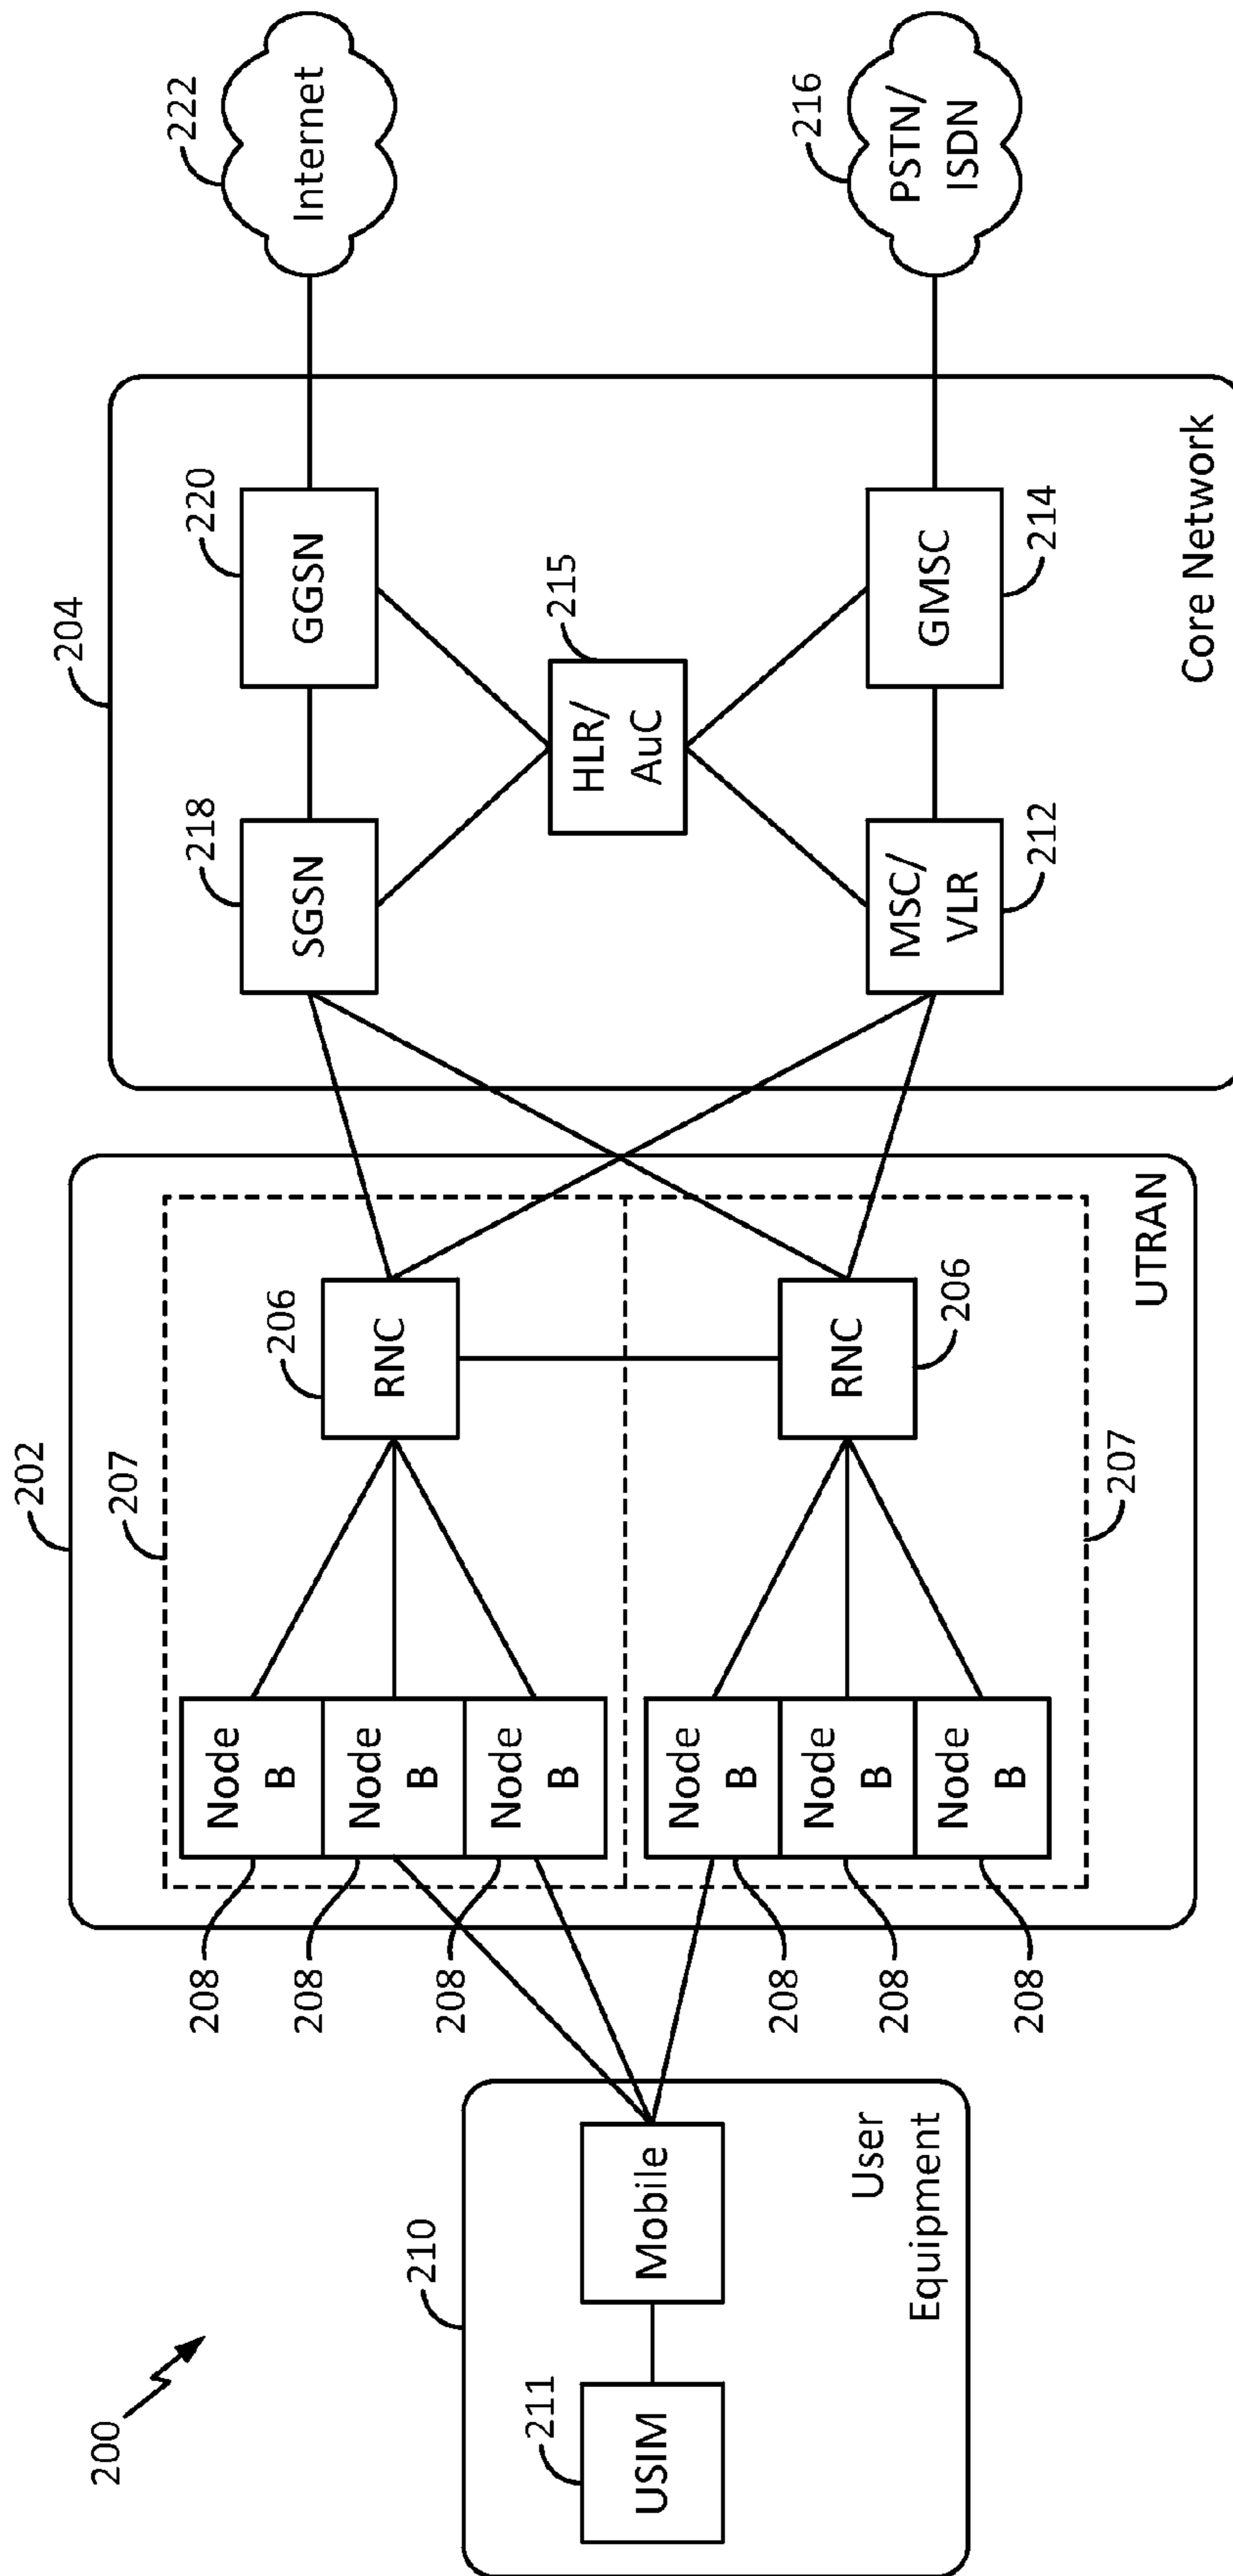 200
210
211
USIM
Mobile
User
Equipment
202
207
208
208
208
Node
B
Node
B
Node
B
206
RNC
208
208
208
Node
B
Node
B
Node
B
RNC
206
207
UTRAN
204
218
SGSN
220
GGSN
215
HLR/
AuC
MSC/
VLR
212
GMSC
214
Core Network
222
Internet
216
PSTN/
ISDN